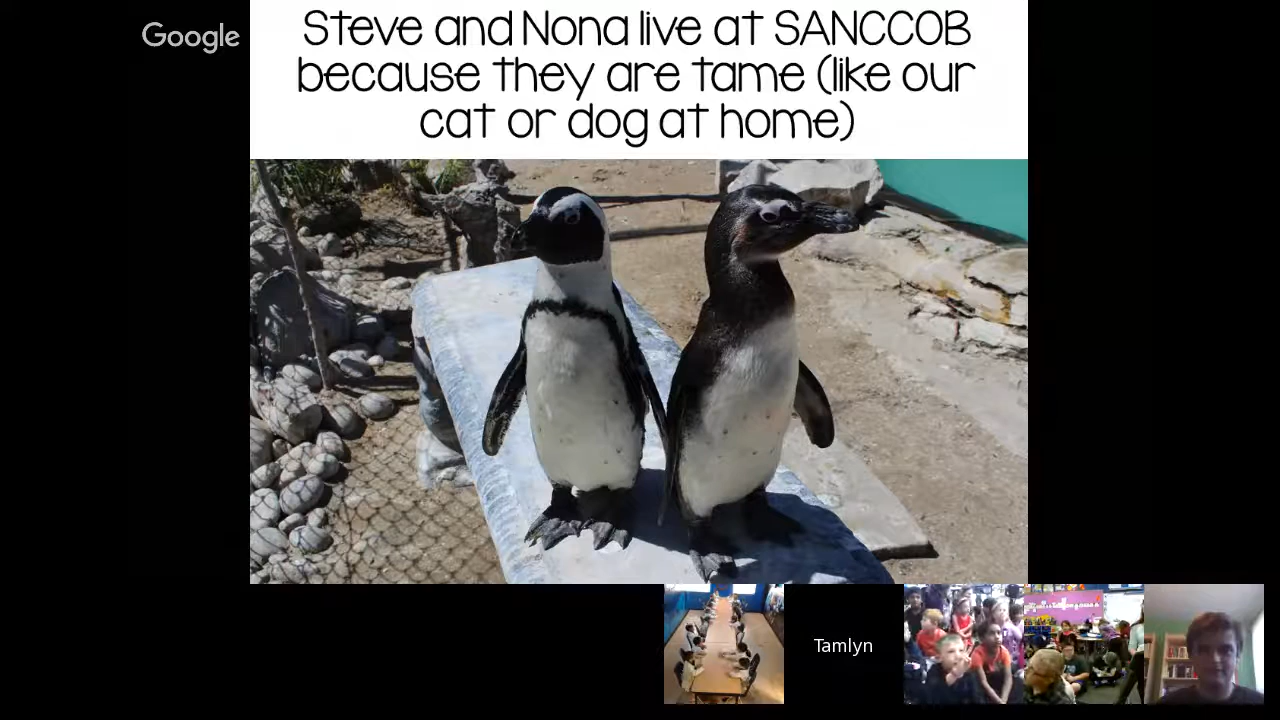 Google
Steve and Nona live at SANCCOB
because they are tame (like our
cat or dog at home)
Tamlyn